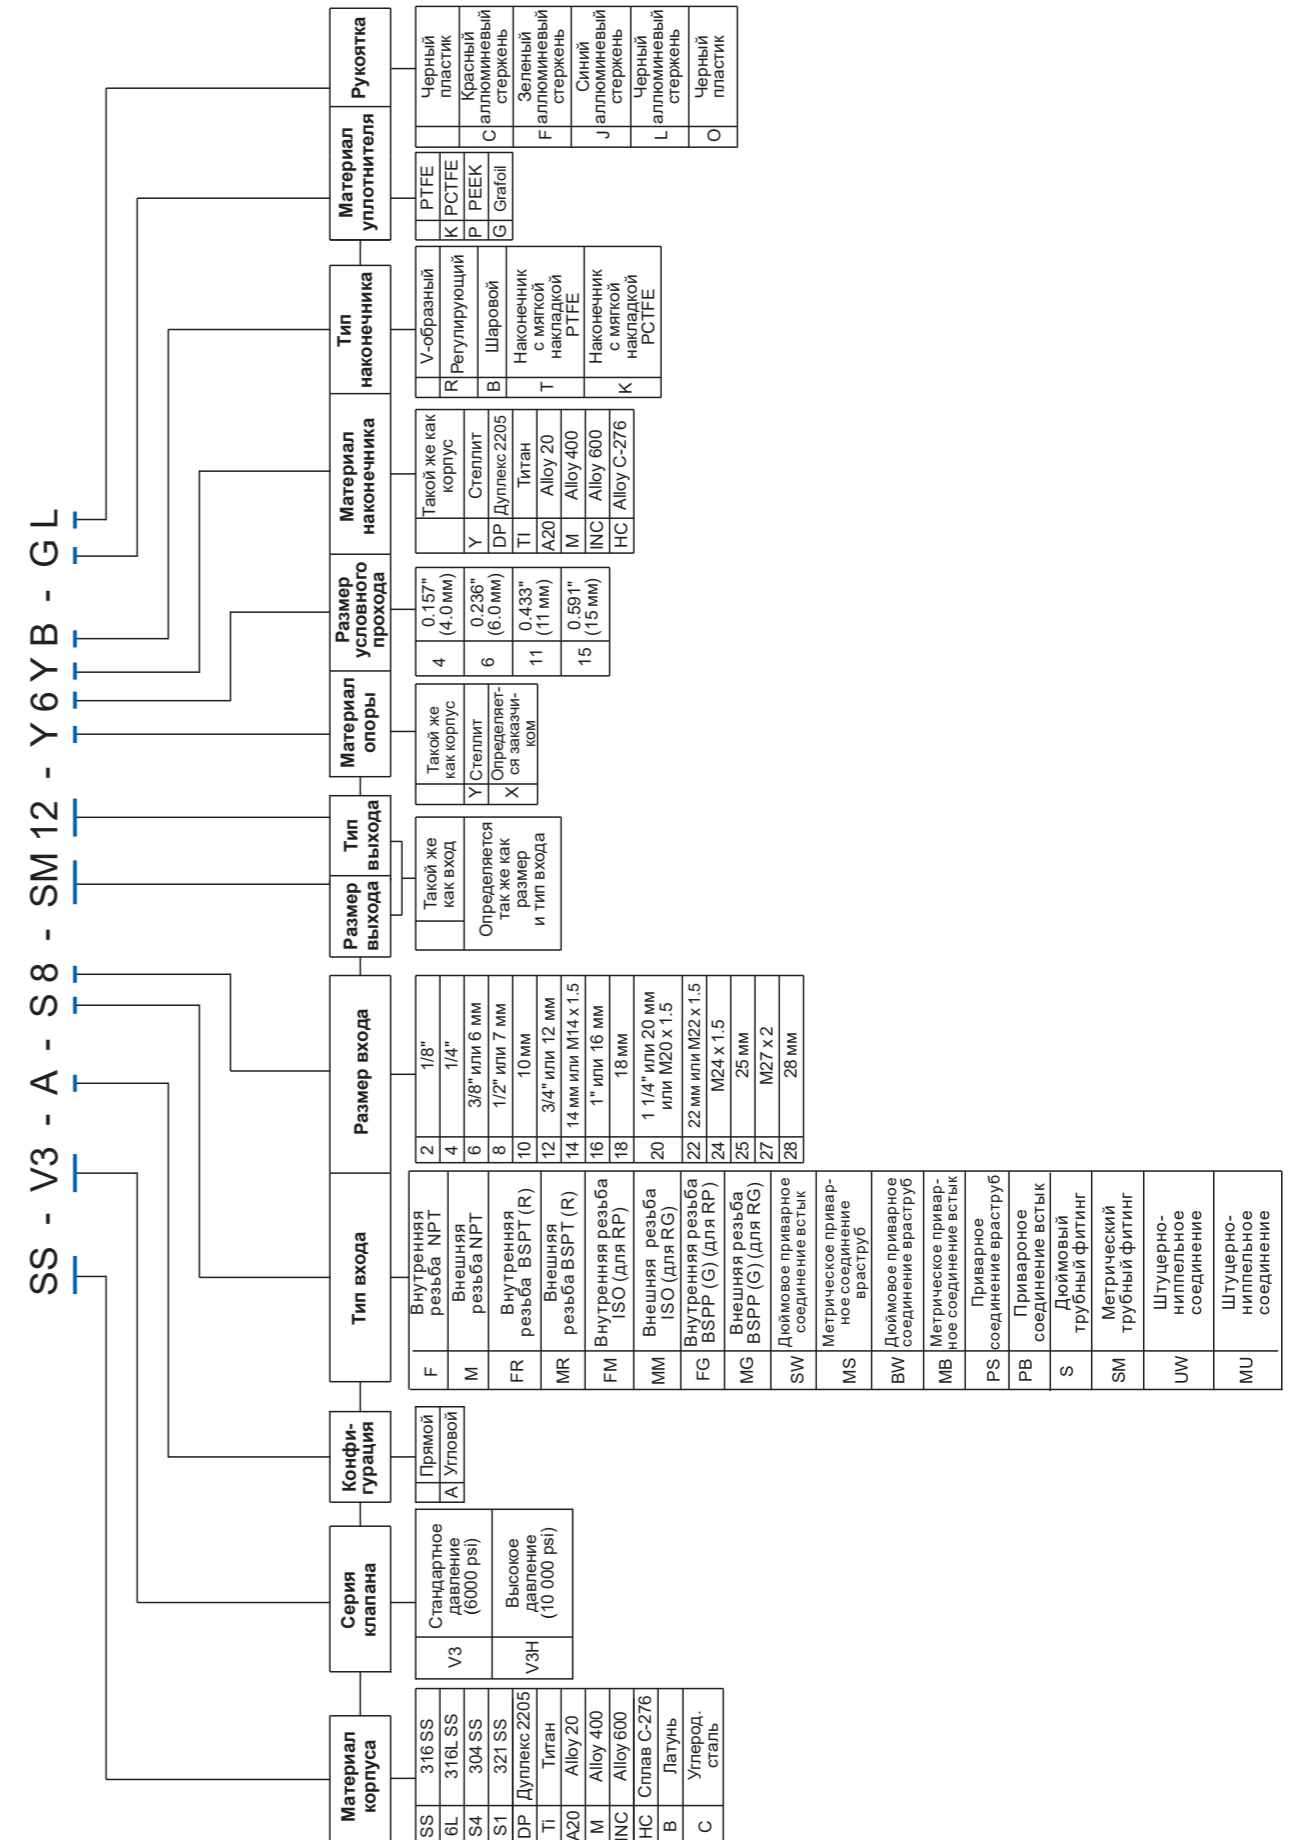 SS - V3 - A - S 8 - SM 12 - Y 6 Y B - G L
Материал
корпуса
SS 316 SS
6L 316L SS
S4 304 SS
S1 321 SS
DP Дуплекс 2205
Ti Титан
A20 Alloy 20
M Alloy 400
INC Alloy 600
HC Сплав C-276
B Латунь
C Углерод.
сталь
Серия
клапана
V3 Стандартное
давление
(6000 psi)
V3H Высокое
давление
(10 000 psi)
Конфи-
гурация
Прямой
A Угловой
Тип входа
F Внутренняя
резьба NPT
M Внешняя
резьба NPT
FR Внутренняя
резьба BSPT (R)
MR Внешняя
резьба BSPT (R)
FM Внутренняя резьба
ISO (для RP)
MM Внешняя резьба
ISO (для RG)
FG Внутренняя резьба
BSPP (G) (для RP)
MG Внешняя резьба
BSPP (G) (для RG)
SW Дюймовое приварное
соединение встык
MS Метрическое привар-
ное соединение
враструб
BW Дюймовое приварное
соединение враструб
MB Метрическое привар-
ное соединение встык
PS Приварное
соединение враструб
PB Привароное
соединение встык
S Дюймовый
трубный фитинг
SM Метрический
трубный фитинг
UW Штуцерно-
ниппельное
соединение
MU Штуцерно-
нипельное
соединение
Размер входа
2 1/8"
4 1/4"
6 3/8" или 6 мм
8 1/2" или 7 мм
10 10 мм
12 3/4" или 12 мм
14 14 мм или M14 x 1.5
16 1" или 16 мм
18 18 мм
20 1 1/4" или 20 мм
или M20 x 1.5
22 22 мм или M22 x 1.5
24 M24 x 1.5
25 25 мм
27 M27 x 2
28 28 мм
Размер
выхода
Тип
выхода
Такой же
как вход
Определяется
так же как
размер
и тип входа
Материал
опоры
Такой же
как корпус
Y Стеллит
X Определяет-
ся заказчи-
ком
Размер
условного
прохода
4 0.157"
(4.0 мм)
6 0.236"
(6.0 мм)
11 0.433"
(11 мм)
15 0.591"
(15 мм)
Материал
наконечника
Такой же как
корпус
Y Стеллит
DP Дуплекс 2205
TI Титан
A20 Alloy 20
M Alloy 400
INC Alloy 600
HC Alloy C-276
Тип
наконечника
V-образный
R Регулирующий
B Шаровой
T Наконечник
с мягкой
накладкой
PTFE
K Наконечник
с мягкой
накладкой
PCTFE
Материал
уплотнителя
PTFE
K PCTFE
P PEEK
G Grafoil
Рукоятка
Черный
пластик
C Красный
аллюминевый
стержень
F Зеленый
аллюминевый
стержень
J Синий
аллюминевый
стержень
L Черный
аллюминевый
стержень
O Черный
пластик